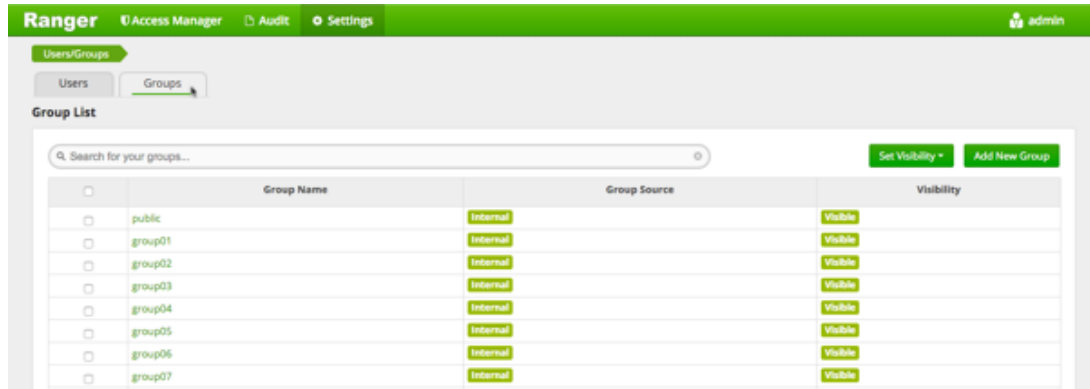 Ranger Access Manager Audit Settings admin
Users/Groups
Users Groups
Group List
Search for your groups... Set Visibility Add New Group
Group Name Group Source Visibility
public Internal Visible
group01 Internal Visible
group02 Internal Visible
group03 Internal Visible
group04 Internal Visible
group05 Internal Visible
group06 Internal Visible
group07 Internal Visible